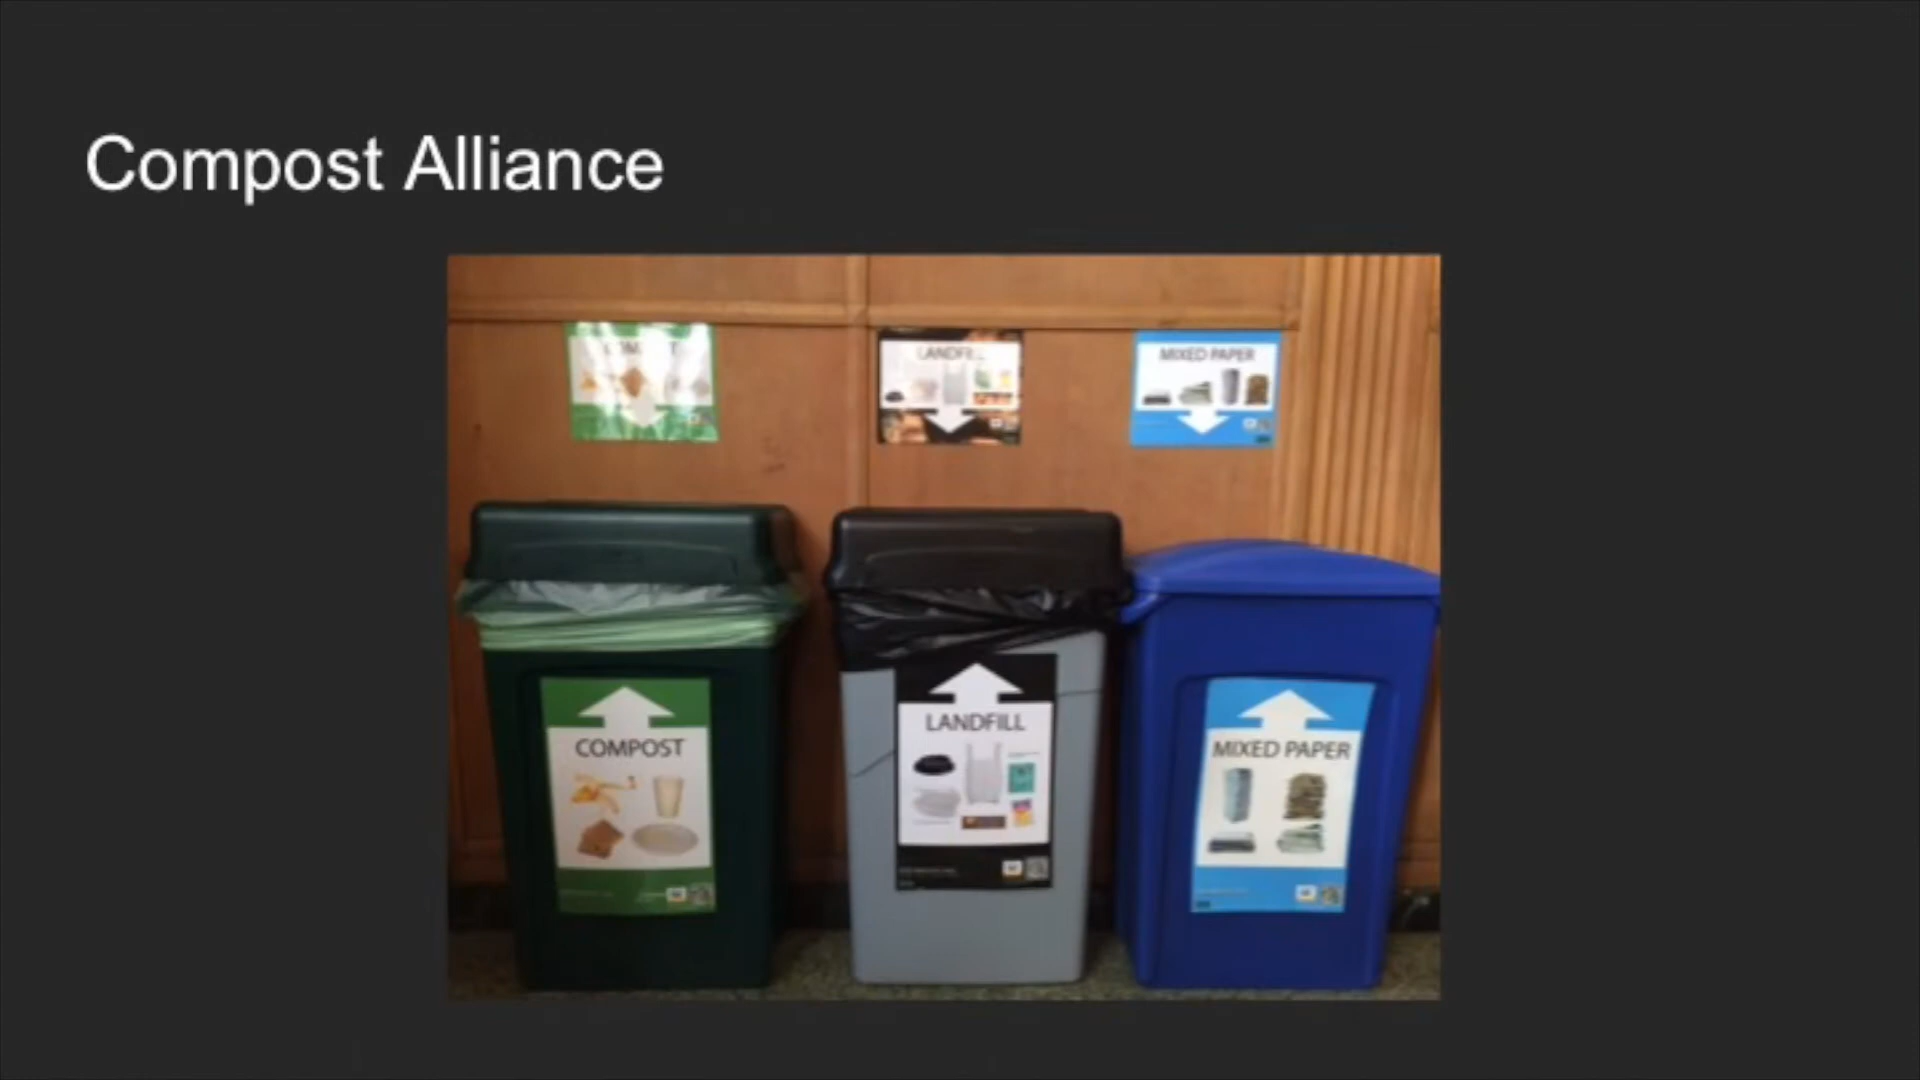 Compost Alliance
LANDFILL
MIXED PAPER
COMPOST
LANDFILL
MIXED PAPER